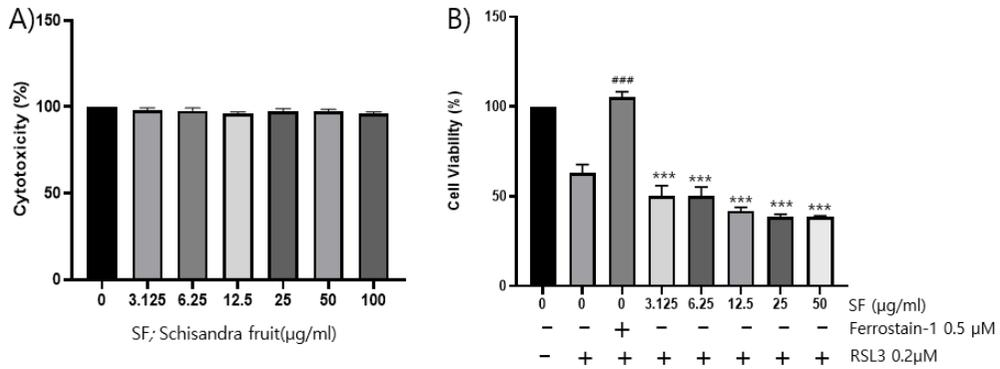 A)
150
100
50
0
Cytotoxicity (%)
0 3.125 6.25 12.5 25 50 100
SF; Schisandra fruit(μg/ml)
B)
150
100
50
0
Cell Viability (%)
###
*** *** *** *** ***
0 0 0 3.125 6.25 12.5 25 50 SF (μg/ml)
− − + − − − − − Ferrostain-1 0.5 μM
− + + + + + + + RSL3 0.2μM